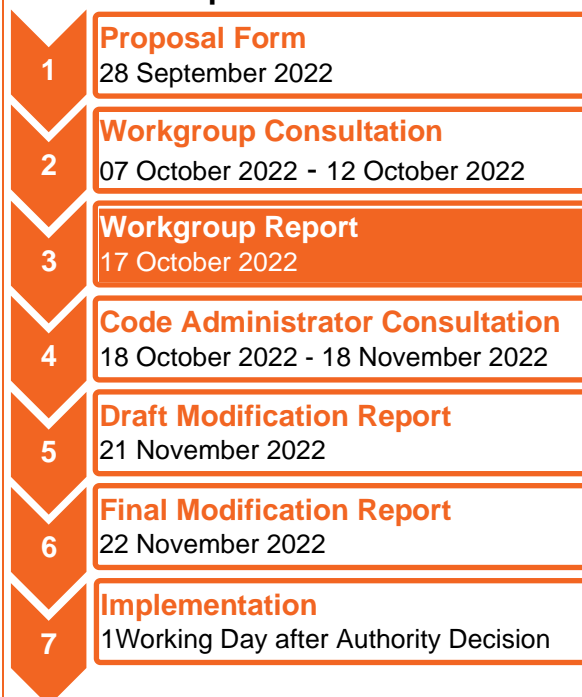 1
Proposal Form
28 September 2022
2
Workgroup Consultation
07 October 2022 - 12 October 2022
3
Workgroup Report
17 October 2022
4
Code Administrator Consultation
18 October 2022 - 18 November 2022
5
Draft Modification Report
21 November 2022
6
Final Modification Report
22 November 2022
7
Implementation
1Working Day after Authority Decision